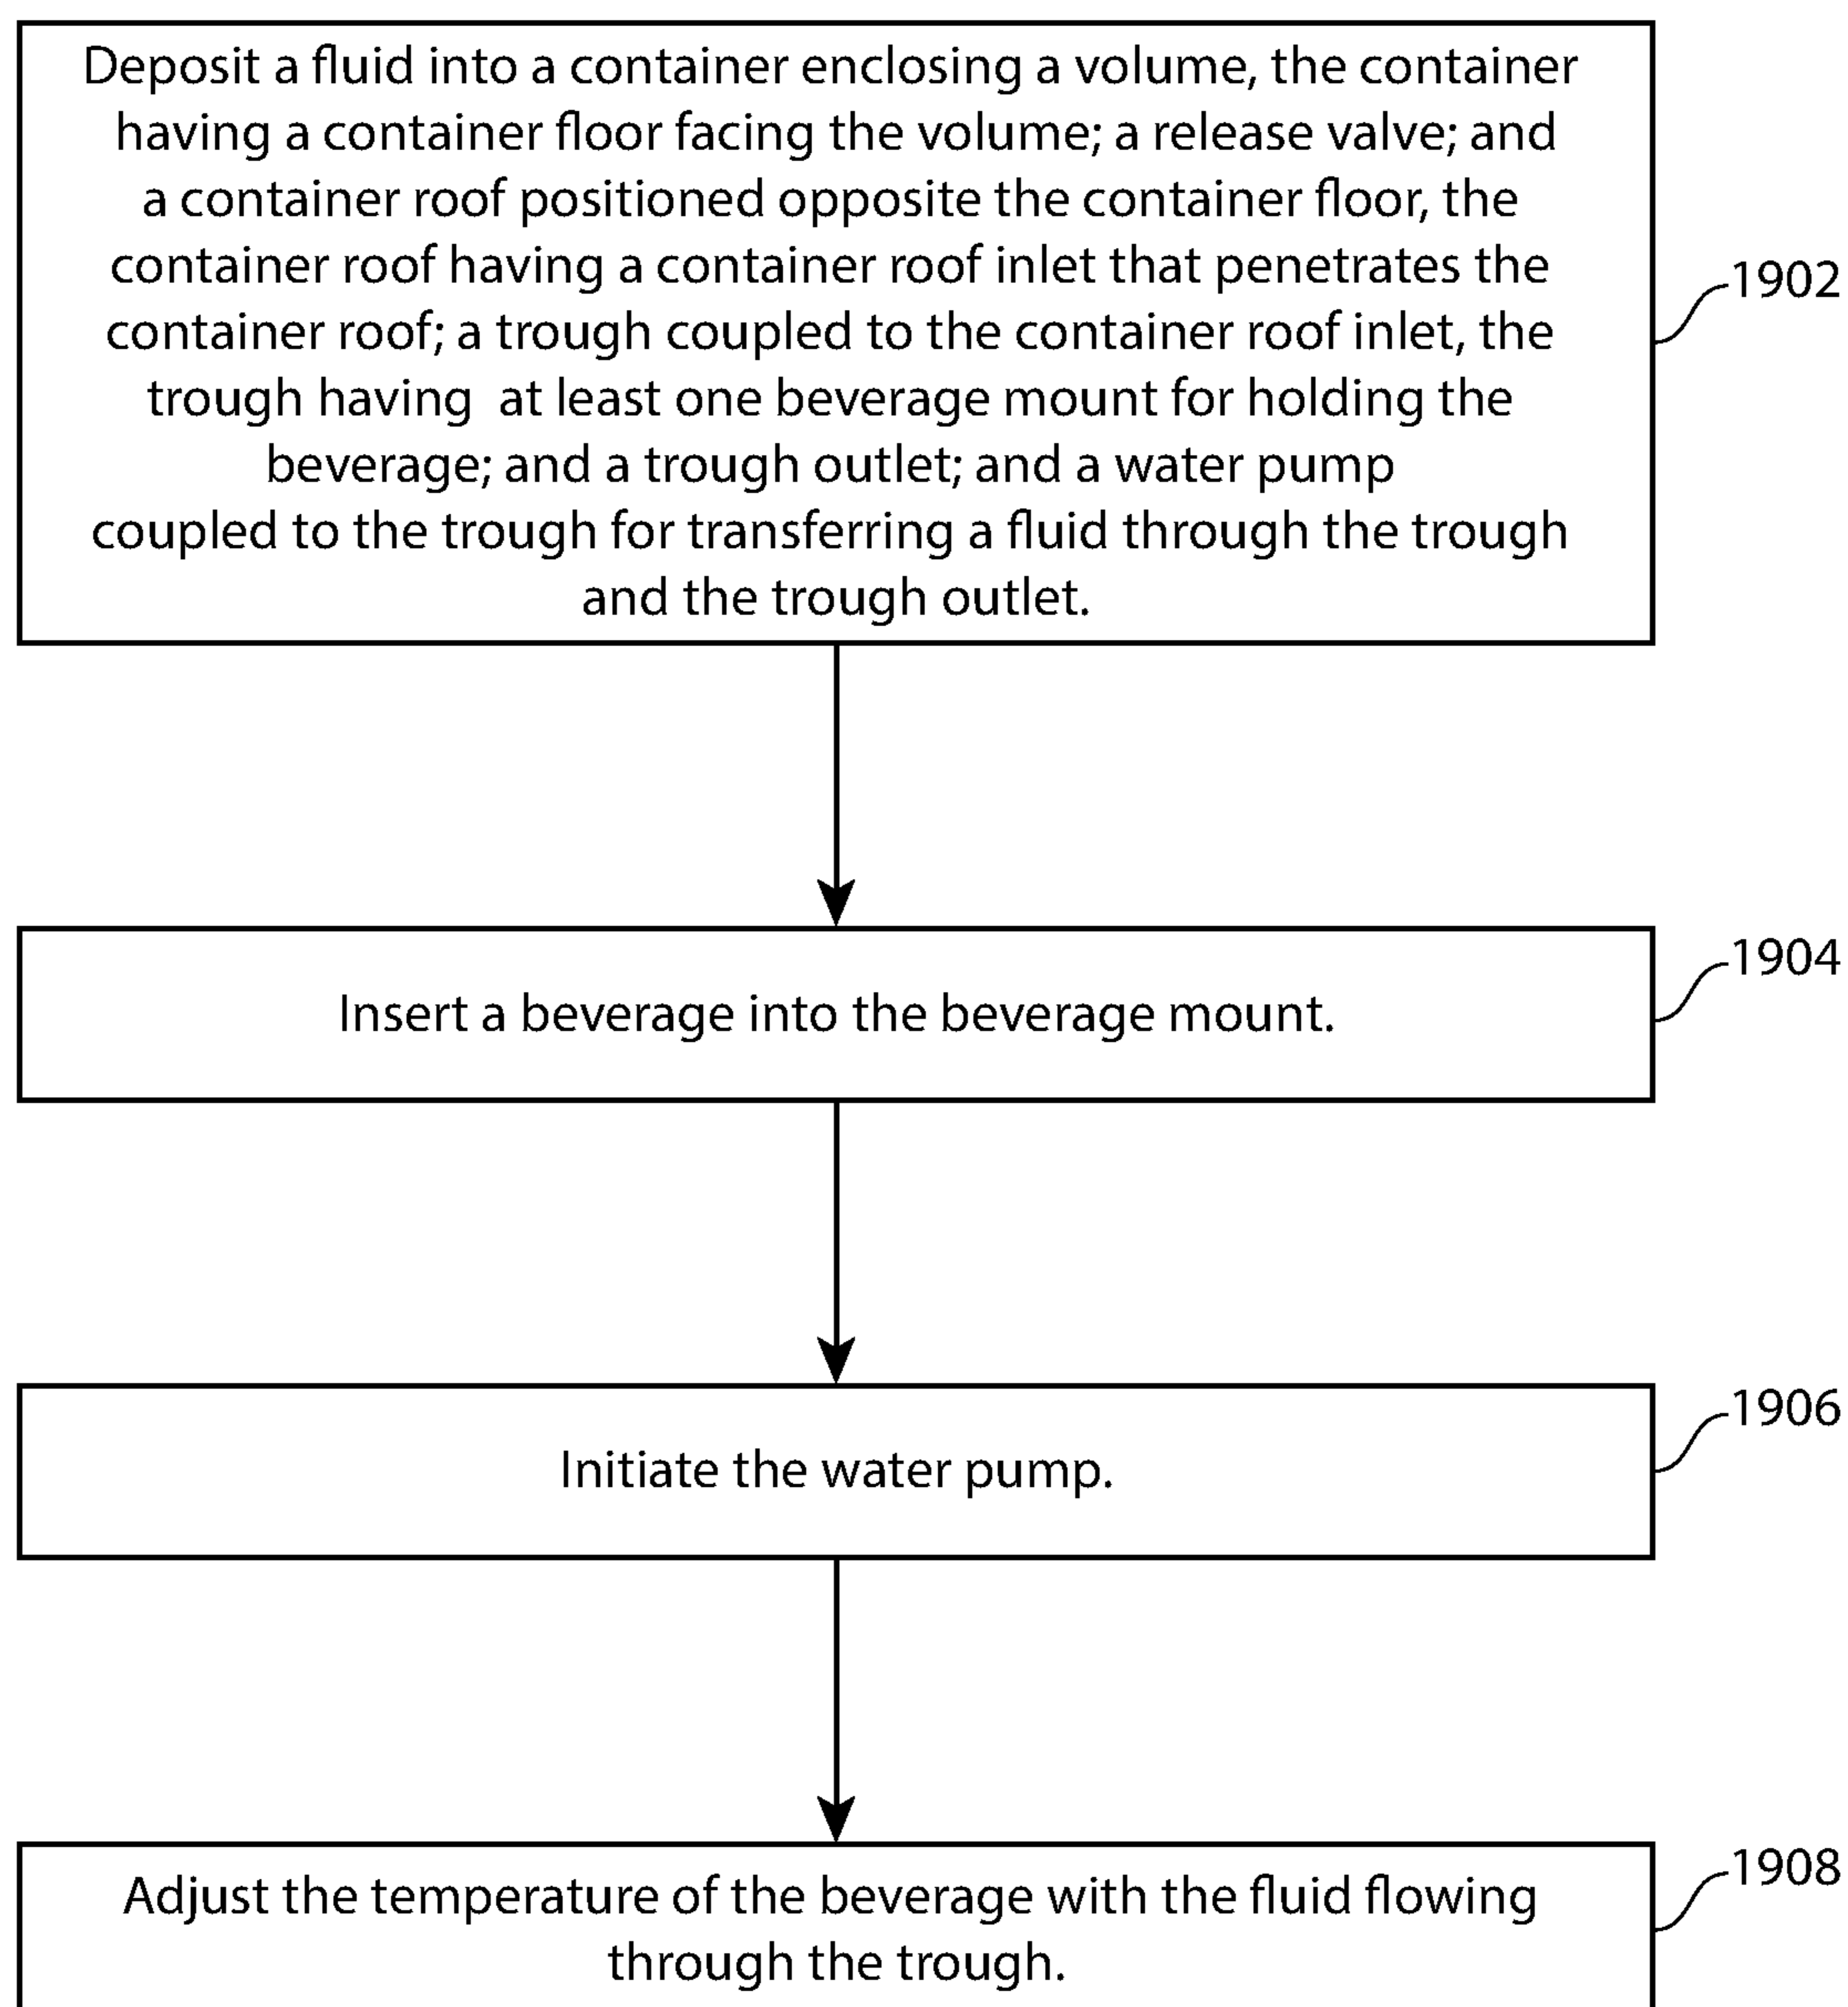 Deposit a fluid into a container enclosing a volume, the container
having a container floor facing the volume; a release valve; and
a container roof positioned opposite the container floor, the
container roof having a container roof inlet that penetrates the
container roof; a trough coupled to the container roof inlet, the
trough having at least one beverage mount for holding the
beverage; and a trough outlet; and a water pump
coupled to the trough for transferring a fluid through the trough
and the trough outlet.
1902
Insert a beverage into the beverage mount.
1904
Initiate the water pump.
1906
Adjust the temperature of the beverage with the fluid flowing
through the trough.
1908